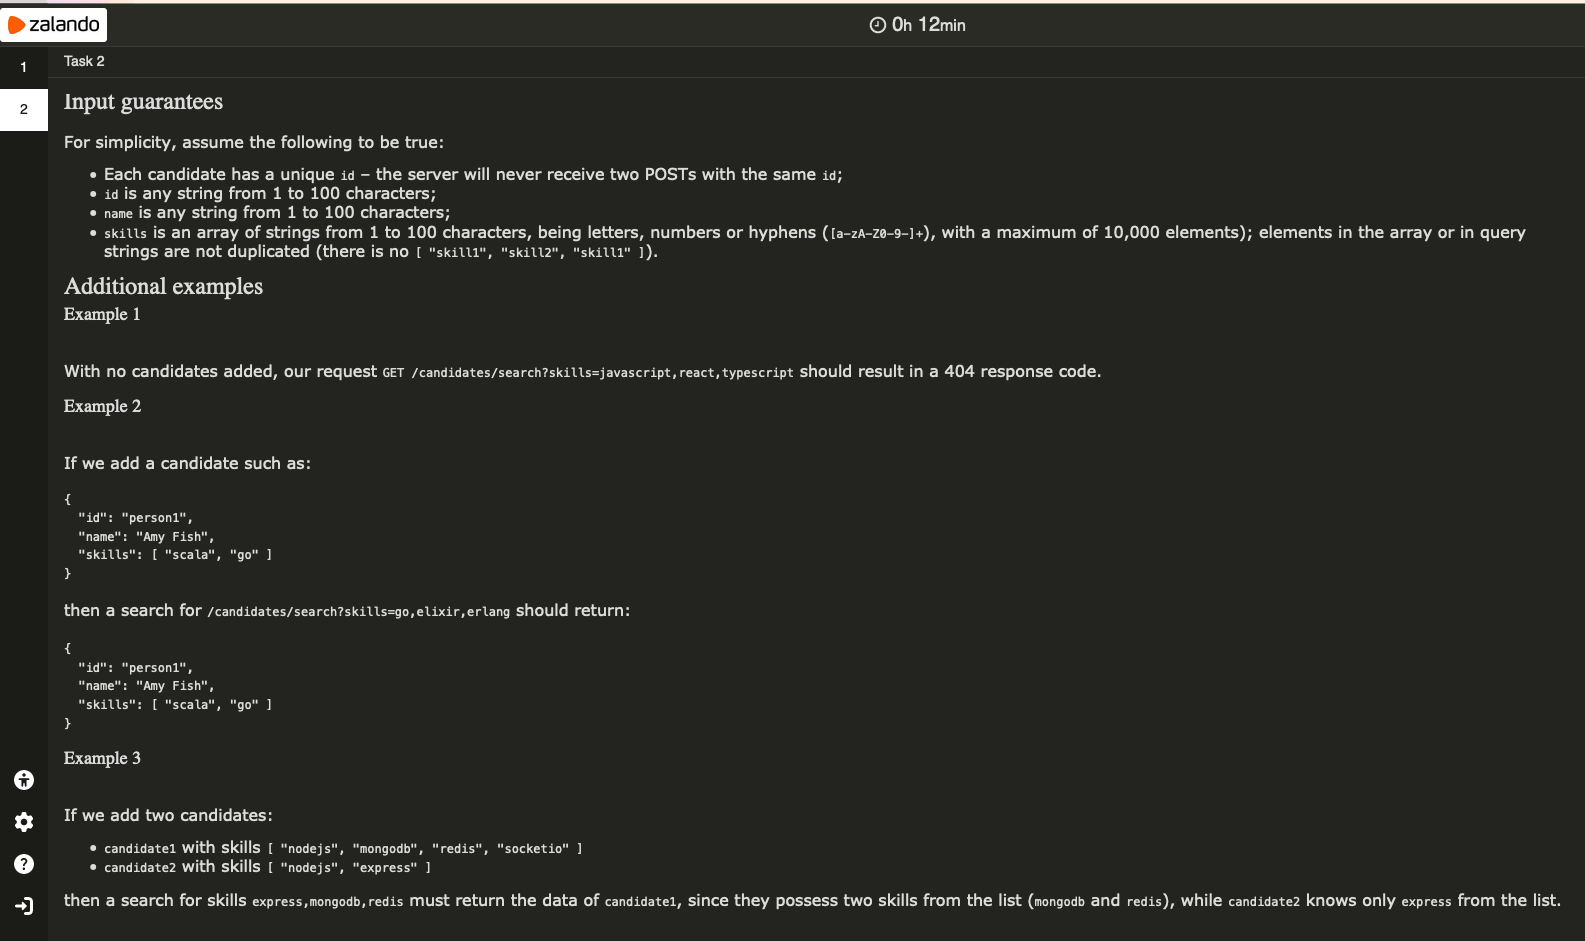 zalando
0h 12min
1
Task 2
2
Input guarantees
For simplicity, assume the following to be true:
• Each candidate has a unique id – the server will never receive two POSTs with the same id;
• id is any string from 1 to 100 characters;
• name is any string from 1 to 100 characters;
• skills is an array of strings from 1 to 100 characters, being letters, numbers or hyphens ([a-zA-Z0-9-]+), with a maximum of 10,000 elements); elements in the array or in query
strings are not duplicated (there is no [ "skill1", "skill2", "skill1" ]).
Additional examples
Example 1
With no candidates added, our request GET /candidates/search?skills=javascript,react,typescript should result in a 404 response code.
Example 2
If we add a candidate such as:
{
"id": "person1",
"name": "Amy Fish",
"skills": [ "scala", "go" ]
}
then a search for /candidates/search?skills=go,elixir,erlang should return:
{
"id": "person1",
"name": "Amy Fish",
"skills": [ "scala", "go" ]
}
Example 3
If we add two candidates:
• candidate1 with skills [ "nodejs", "mongodb", "redis", "socketio" ]
• candidate2 with skills [ "nodejs", "express" ]
then a search for skills express,mongodb,redis must return the data of candidate1, since they possess two skills from the list (mongodb and redis), while candidate2 knows only express from the list.